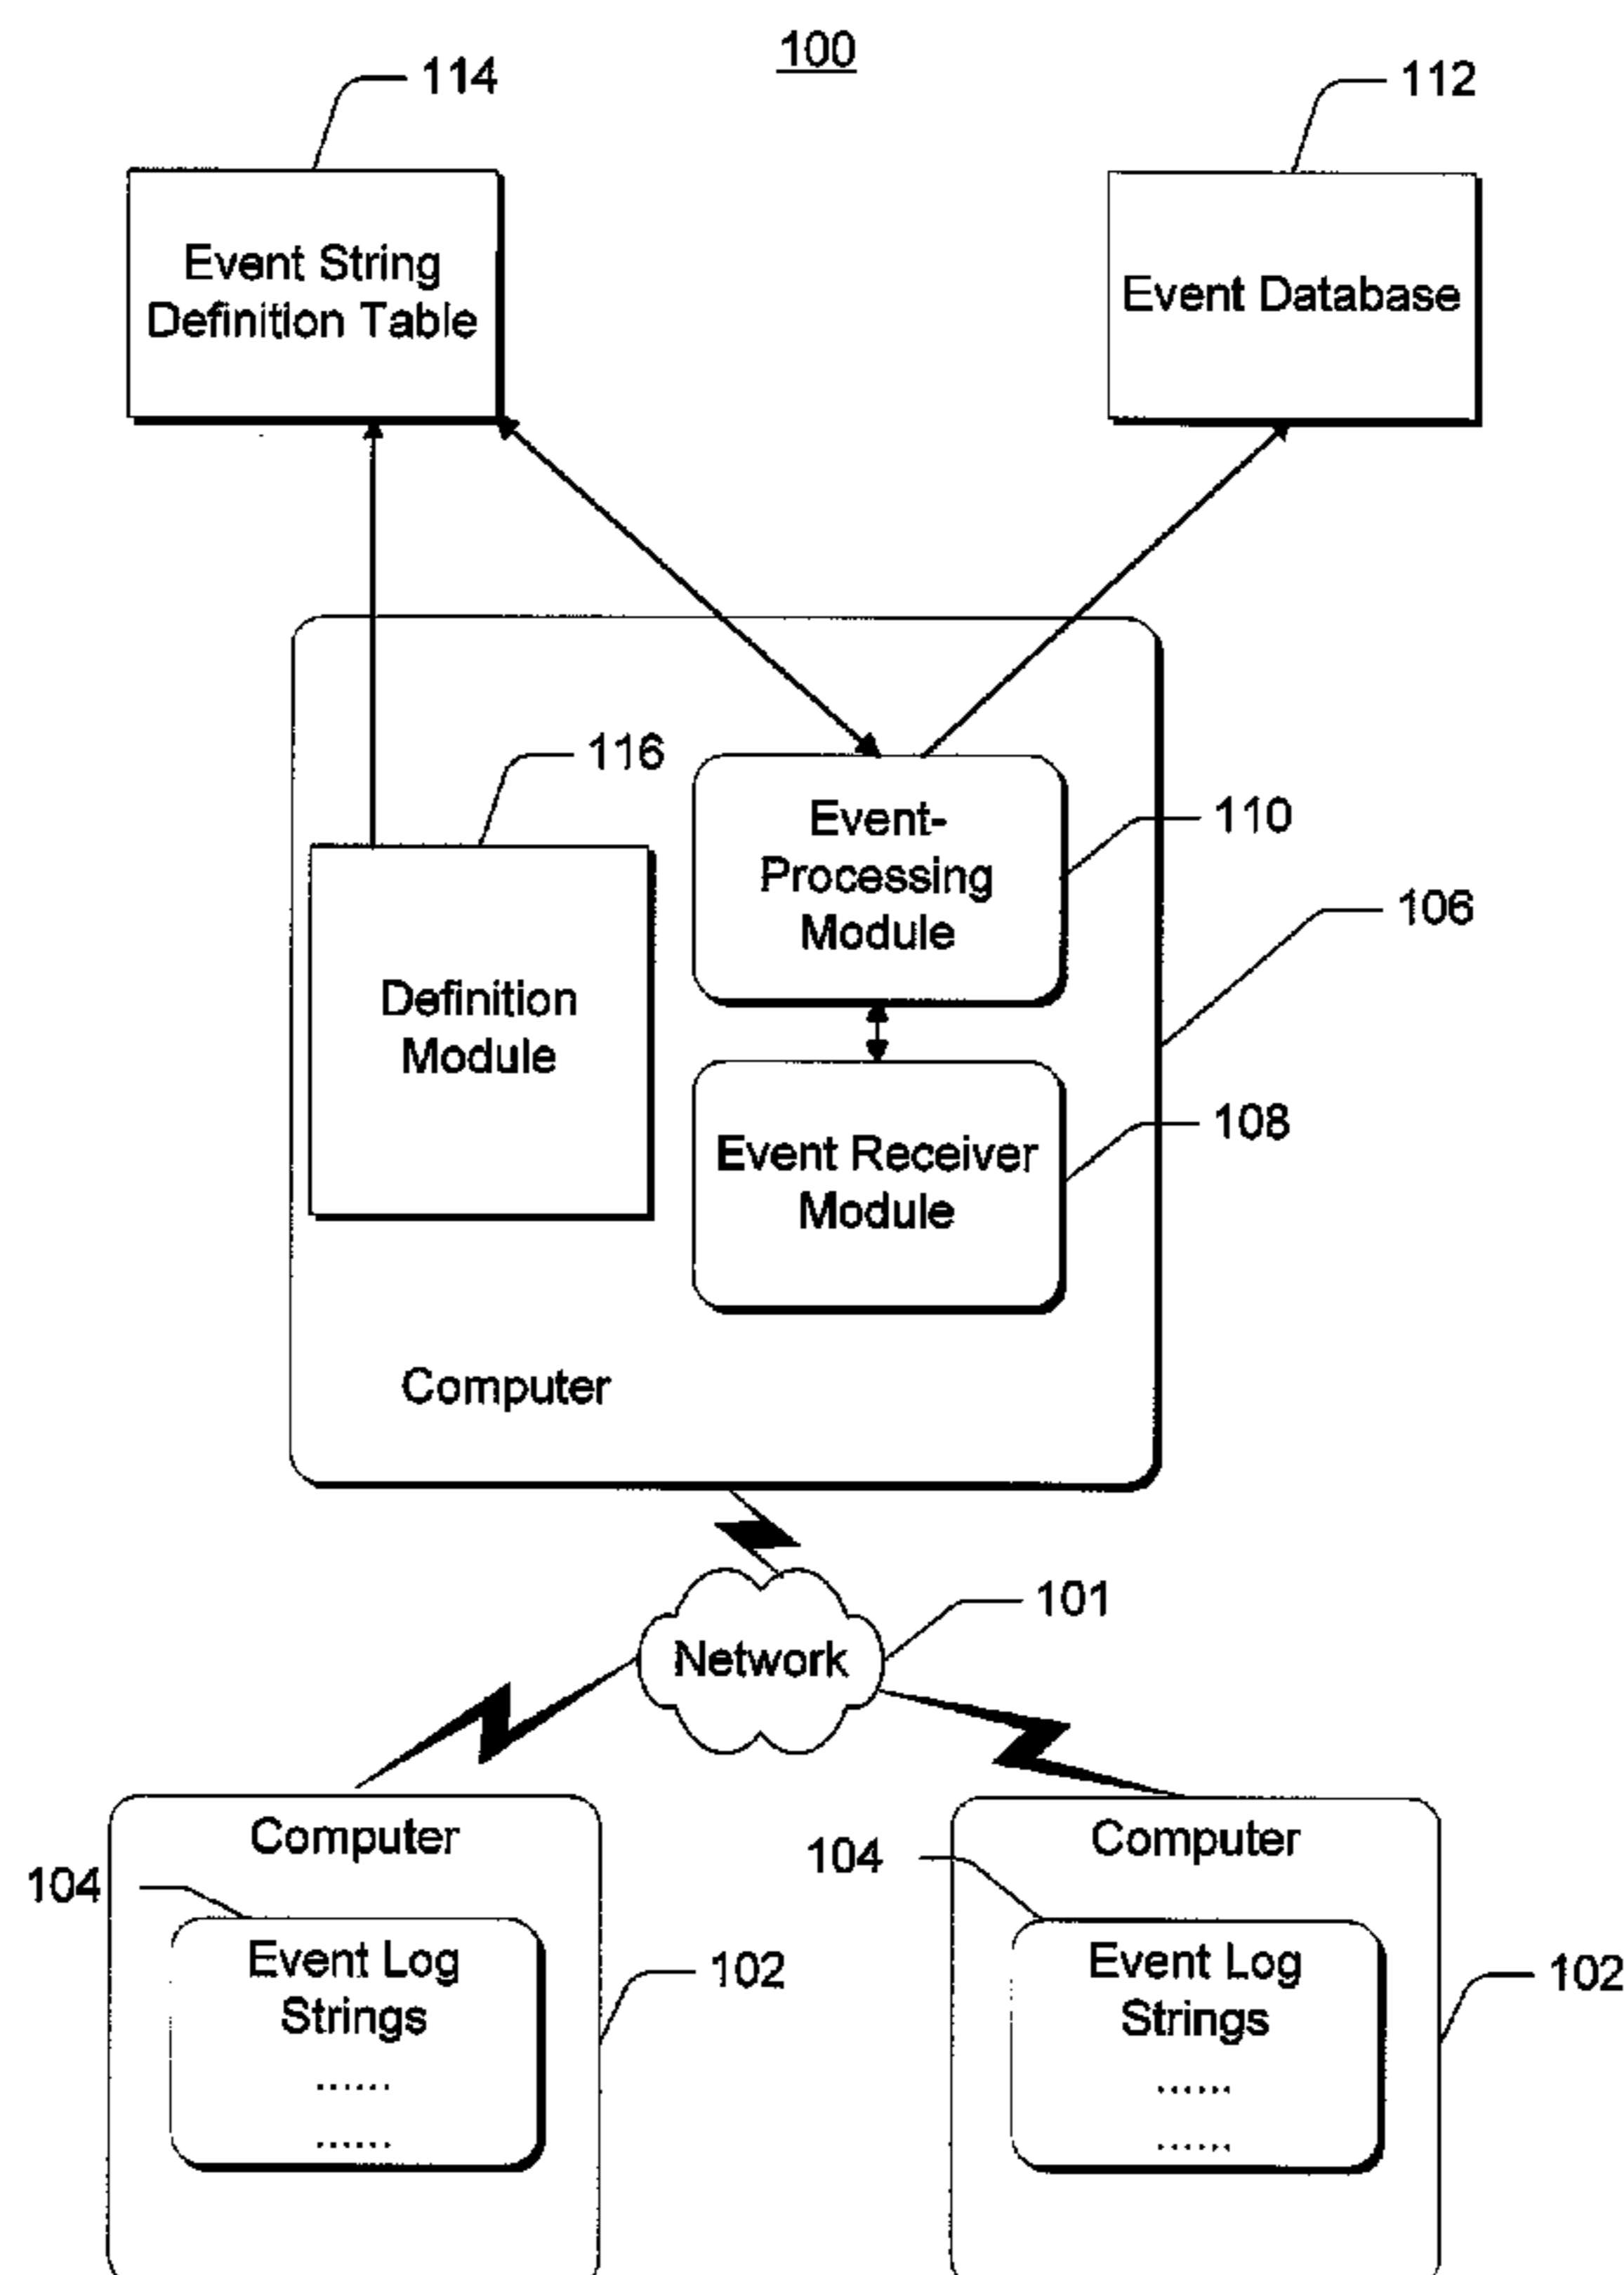 100
114
112
Event String
Definition Table
Event Database
116
Event-
Processing
Module
110
106
Definition
Module
108
Event Receiver
Module
Computer
101
Network
Computer
104
Event Log
Strings
......
......
102
Computer
104
Event Log
Strings
......
......
102